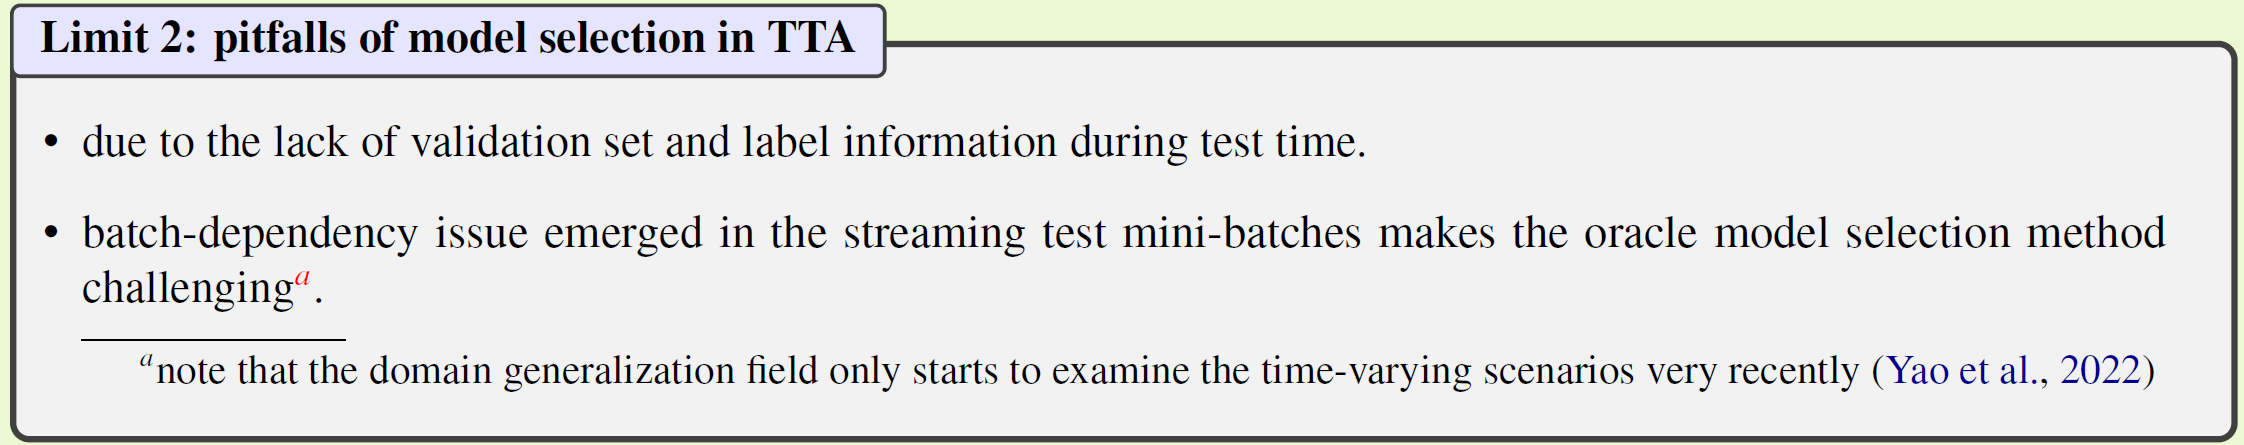 Limit 2: pitfalls of model selection in TTA
• due to the lack of validation set and label information during test time.
• batch-dependency issue emerged in the streaming test mini-batches makes the oracle model selection method
challengingᵃ.
ᵃnote that the domain generalization field only starts to examine the time-varying scenarios very recently (Yao et al., 2022)